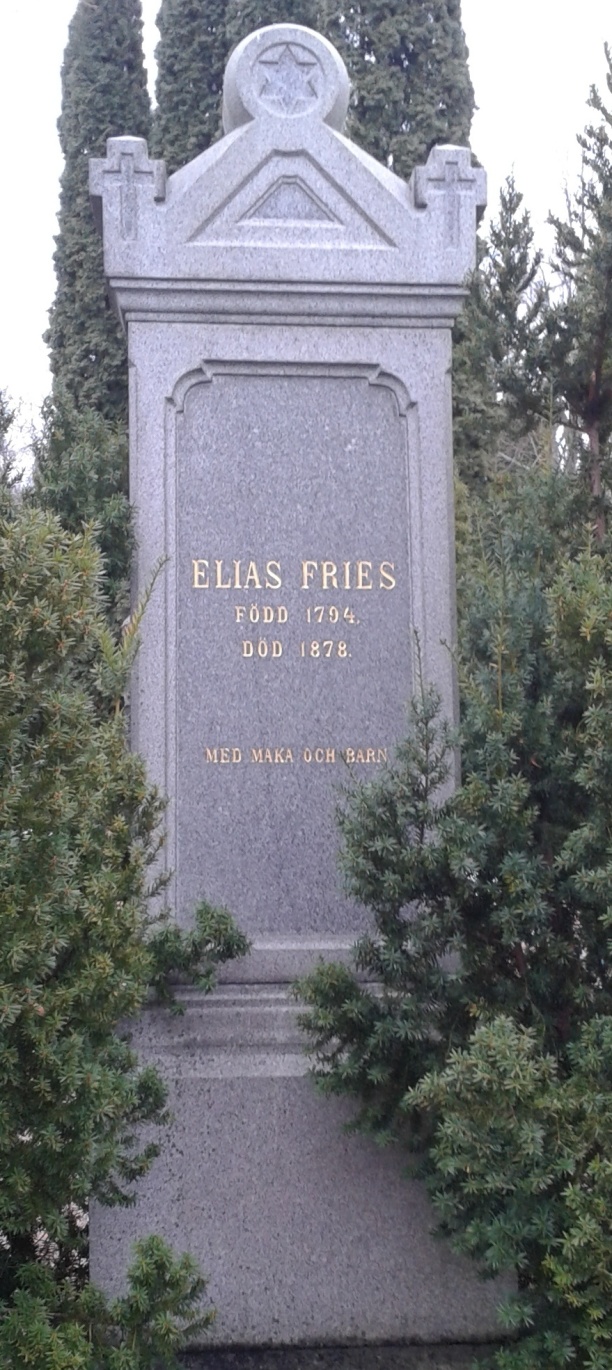 ELIAS FRIES
FÖDD 1794.
DÖD 1878.
MED MAKA OCH BARN